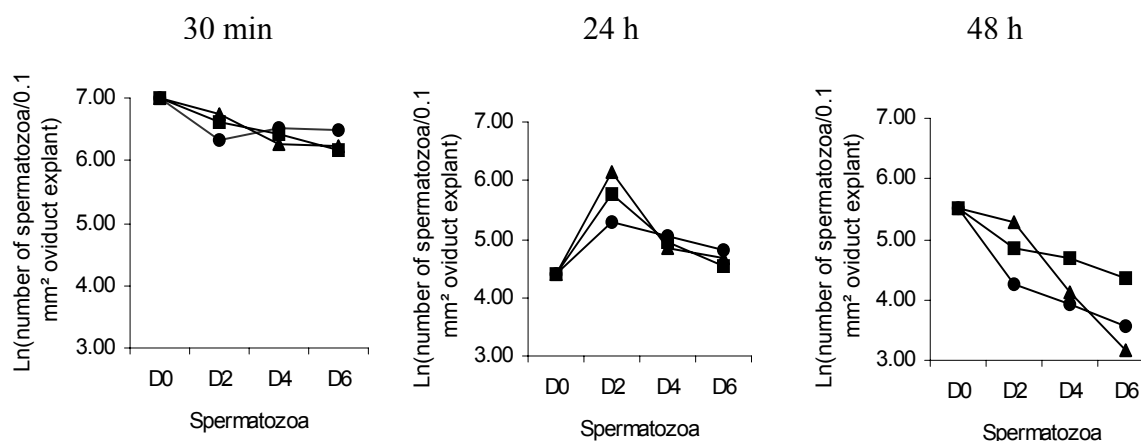 30 min
Ln(number of spermatozoa/0.1
mm² oviduct explant)
7.00
6.00
5.00
4.00
3.00
D0 D2 D4 D6
Spermatozoa
24 h
Ln(number of spermatozoa/0.1
mm² oviduct explant)
7.00
6.00
5.00
4.00
3.00
D0 D2 D4 D6
Spermatozoa
48 h
Ln(number of spermatozoa/0.1
mm² oviduct explant)
7.00
6.00
5.00
4.00
3.00
D0 D2 D4 D6
Spermatozoa